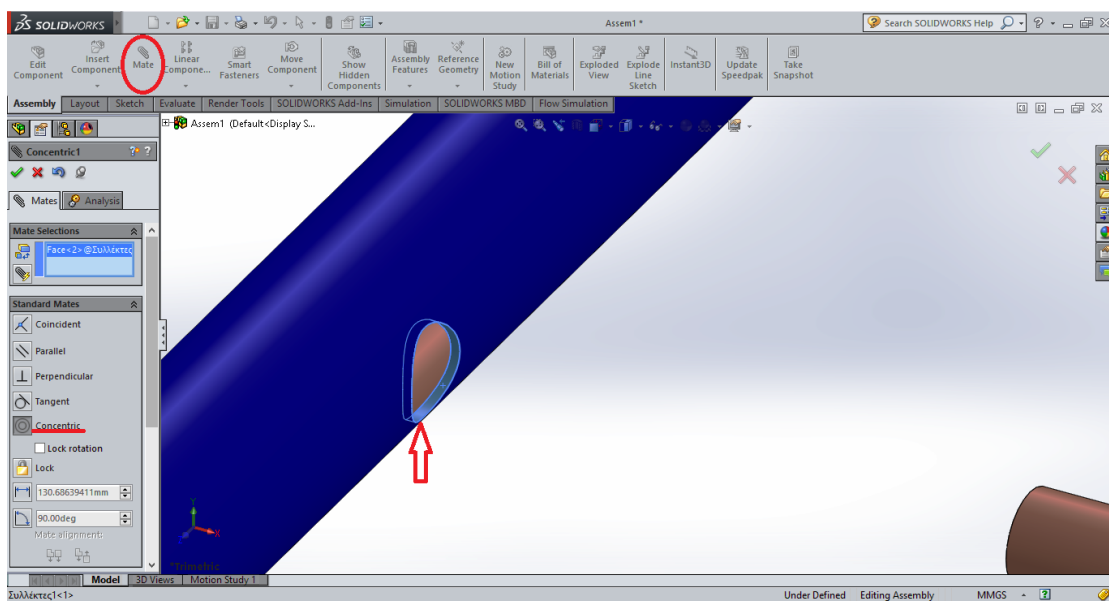 SOLIDWORKS
Assem1 *
Search SOLIDWORKS Help
Edit Component
Insert Component
Mate
Linear Compone...
Smart Fasteners
Move Component
Show Hidden Components
Assembly Features
Reference Geometry
New Motion Study
Bill of Materials
Exploded View
Explode Line Sketch
Instant3D
Update Speedpak
Take Snapshot
Assembly Layout Sketch Evaluate Render Tools SOLIDWORKS Add-Ins Simulation SOLIDWORKS MBD Flow Simulation
Assem1 (Default<Display S...
Concentric1
Mates Analysis
Mate Selections
Face<2>@Συλλέκτες
Standard Mates
Coincident
Parallel
Perpendicular
Tangent
Concentric
Lock rotation
Lock
130.68639411mm
90.00deg
Mate alignment:
Y
X
Z
*Trimetric
Model 3D Views Motion Study 1
Συλλέκτες1<1>
Under Defined Editing Assembly MMGS